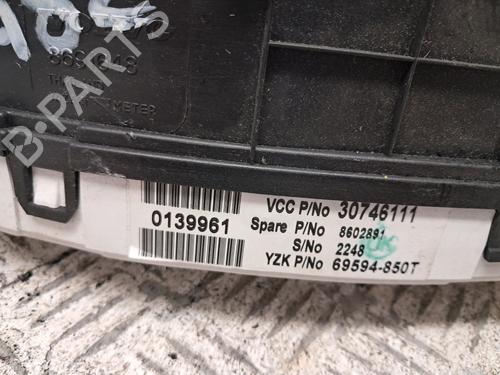 METER
0139961
VCC P/No 30746111
Spare P/No 8602891
S/No 2248
YZK P/No 69594-850T
B-PARTS